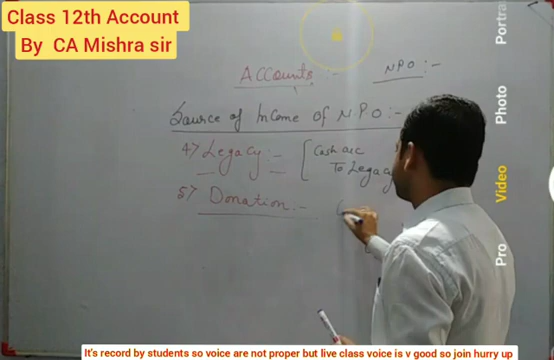 Class 12th Account
By CA Mishra sir
Accounts :-
NPO :-
Source of Income of NPO :-
4> Legacy :-
[ Cash a/c
To Legacy
5> Donation :-
Portra
Photo
Video
Pro
It's record by students so voice are not proper but live class voice is v good so join hurry up